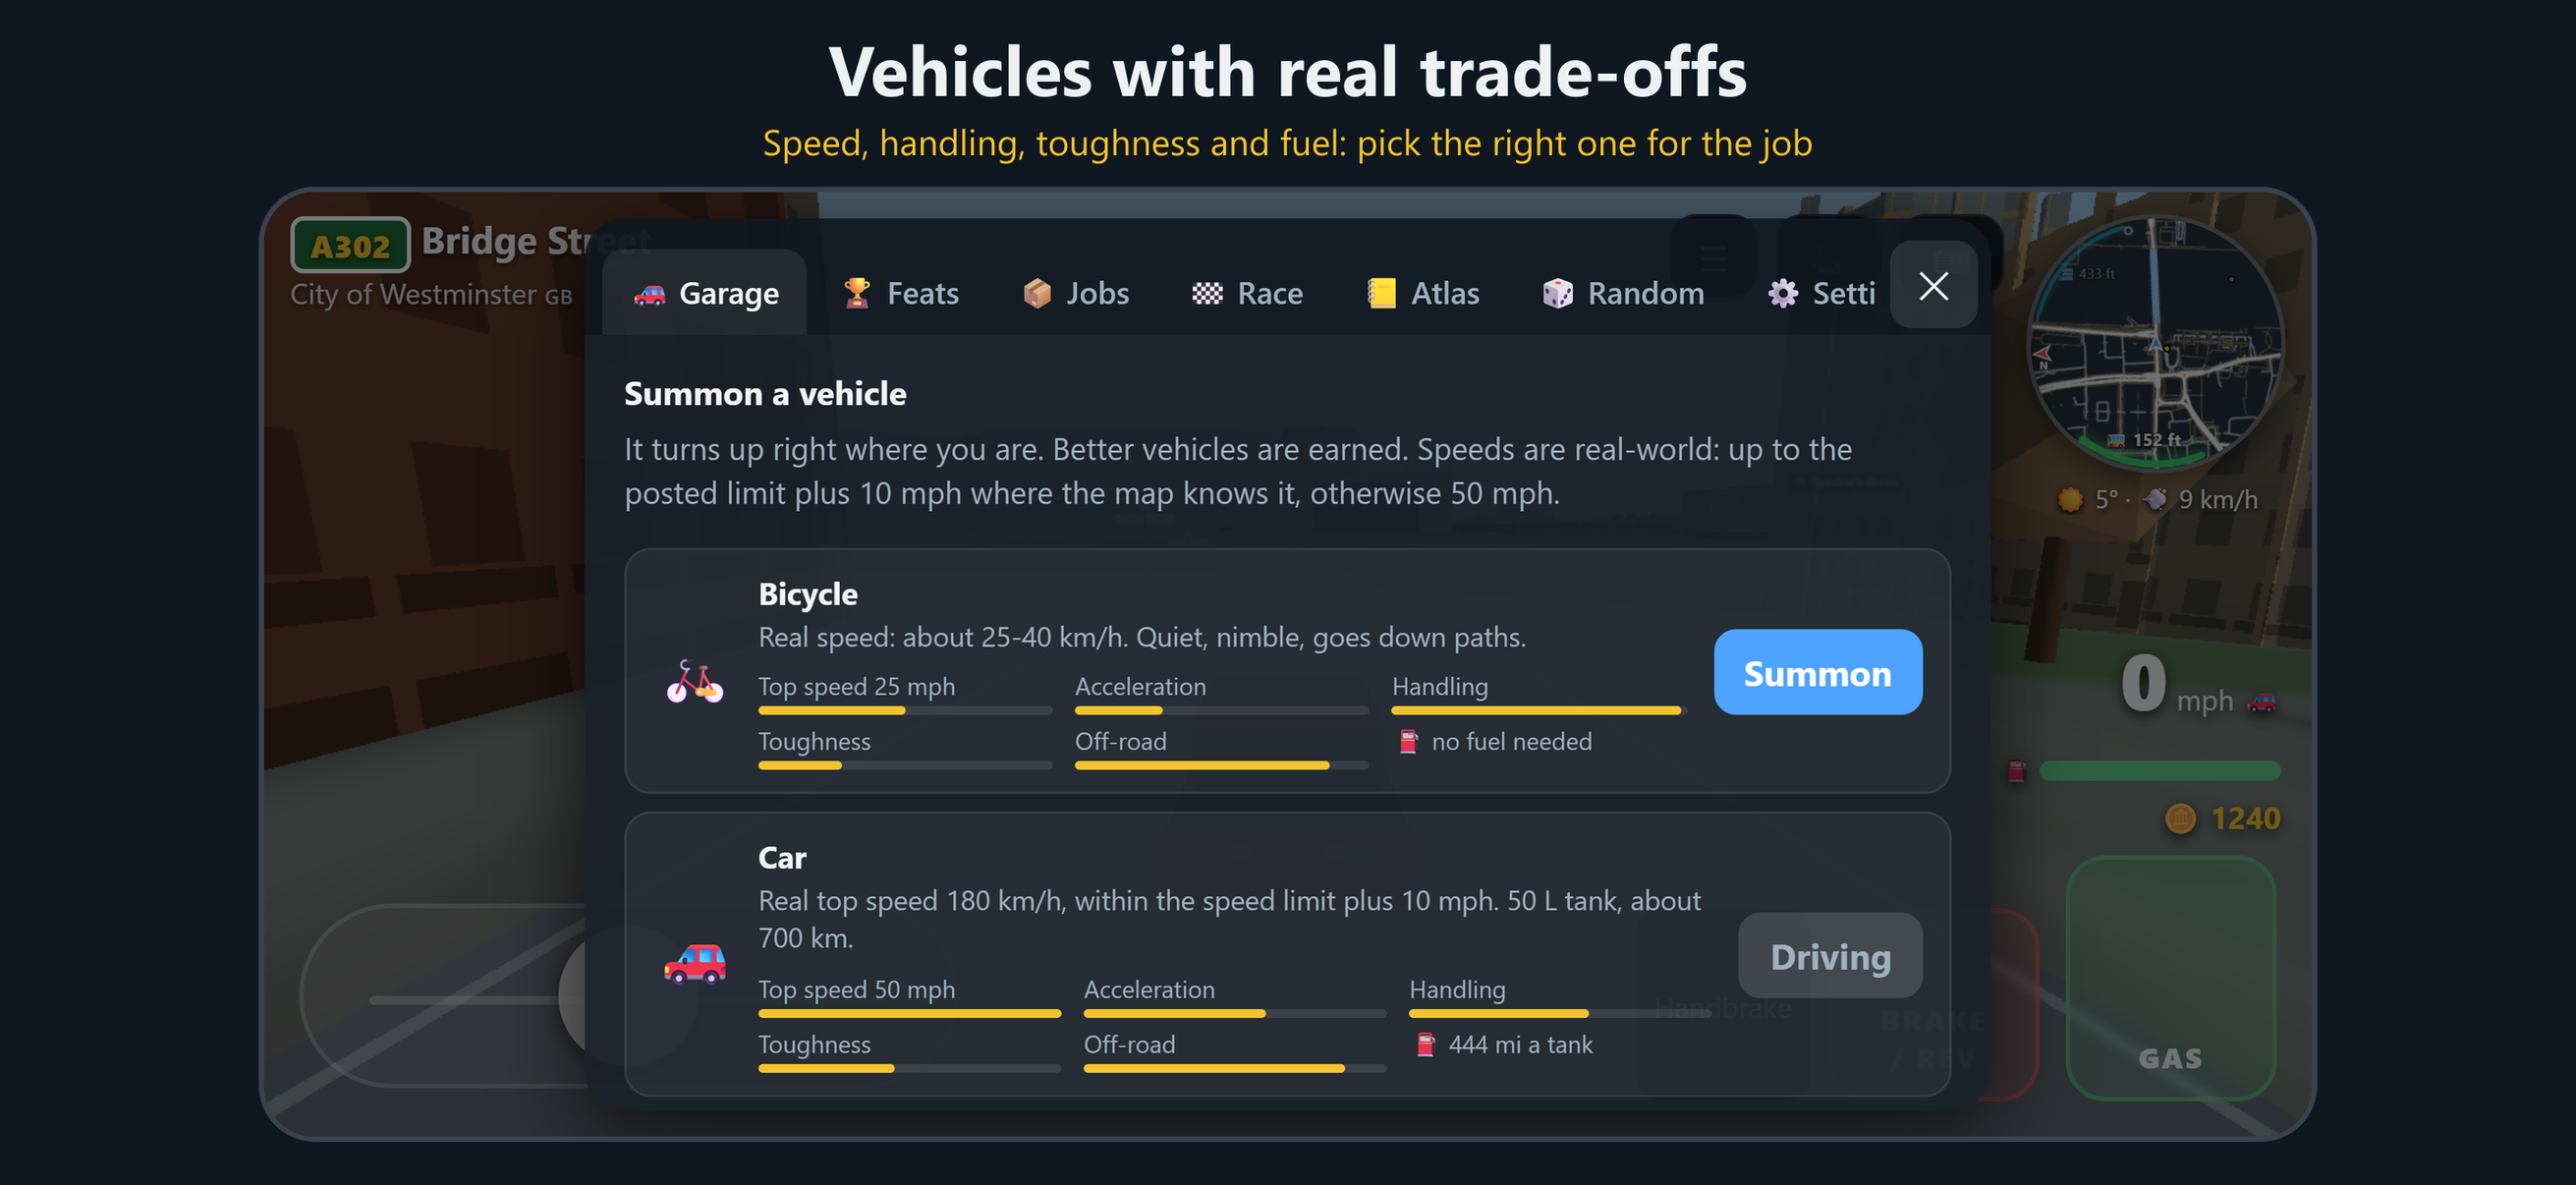 Vehicles with real trade-offs
Speed, handling, toughness and fuel: pick the right one for the job
A302 Bridge Street
City of Westminster GB
Garage Feats Jobs Race Atlas Random Setti
433 ft
N
152 ft
5° · 9 km/h
Summon a vehicle
It turns up right where you are. Better vehicles are earned. Speeds are real-world: up to the
posted limit plus 10 mph where the map knows it, otherwise 50 mph.
Bicycle
Real speed: about 25-40 km/h. Quiet, nimble, goes down paths.
Top speed 25 mph Acceleration Handling
Toughness Off-road no fuel needed
Summon
0 mph
1240
Car
Real top speed 180 km/h, within the speed limit plus 10 mph. 50 L tank, about
700 km.
Top speed 50 mph Acceleration Handling
Toughness Off-road 444 mi a tank
Driving
Handbrake
BRAKE
/ REV
GAS